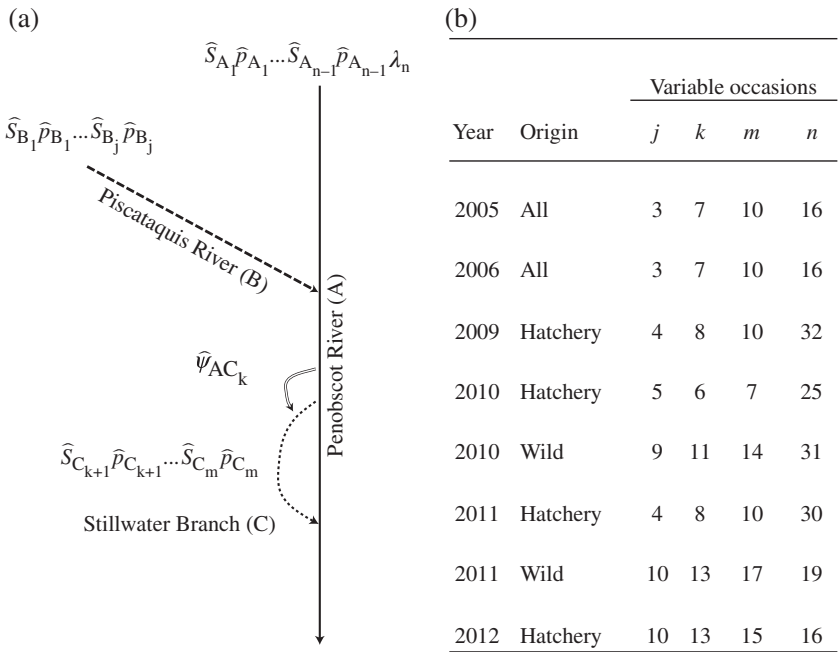 (a)
Ŝ_A₁ p̂_A₁...Ŝ_Aₙ₋₁ p̂_Aₙ₋₁ λₙ
Ŝ_B₁ p̂_B₁...Ŝ_Bⱼ p̂_Bⱼ
Piscataquis River (B)
Penobscot River (A)
ψ̂_ACₖ
Ŝ_Cₖ₊₁ p̂_Cₖ₊₁...Ŝ_Cₘ p̂_Cₘ
Stillwater Branch (C)
(b)
Variable occasions
Year Origin j k m n
2005 All 3 7 10 16
2006 All 3 7 10 16
2009 Hatchery 4 8 10 32
2010 Hatchery 5 6 7 25
2010 Wild 9 11 14 31
2011 Hatchery 4 8 10 30
2011 Wild 10 13 17 19
2012 Hatchery 10 13 15 16